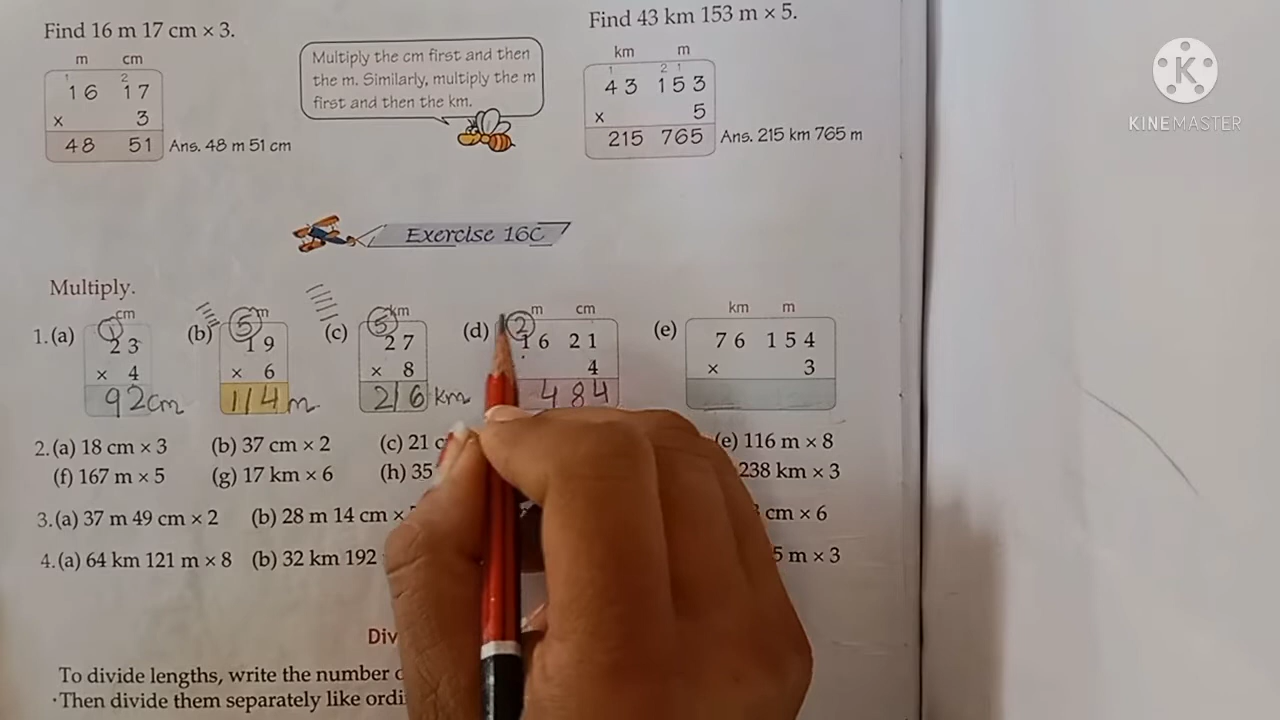 Find 16 m 17 cm × 3.
m cm
1 2
16 17
× 3
48 51 Ans. 48 m 51 cm
Multiply the cm first and then
the m. Similarly, multiply the m
first and then the km.
Find 43 km 153 m × 5.
km m
1 2 1
43 153
× 5
215 765 Ans. 215 km 765 m
K
KINEMASTER
Exercise 16C
Multiply.
1. (a)
cm
1
23
× 4
92cm
(b)
m
5
19
× 6
114m
(c)
km
5
27
× 8
216 km
(d)
m cm
2
16 21
4
484
(e)
km m
76 154
× 3
2. (a) 18 cm × 3 (b) 37 cm × 2 (c) 21 (e) 116 m × 8
(f) 167 m × 5 (g) 17 km × 6 (h) 35 238 km × 3
3. (a) 37 m 49 cm × 2 (b) 28 m 14 cm × cm × 6
4. (a) 64 km 121 m × 8 (b) 32 km 192 5 m × 3
To divide lengths, write the number
Then divide them separately like